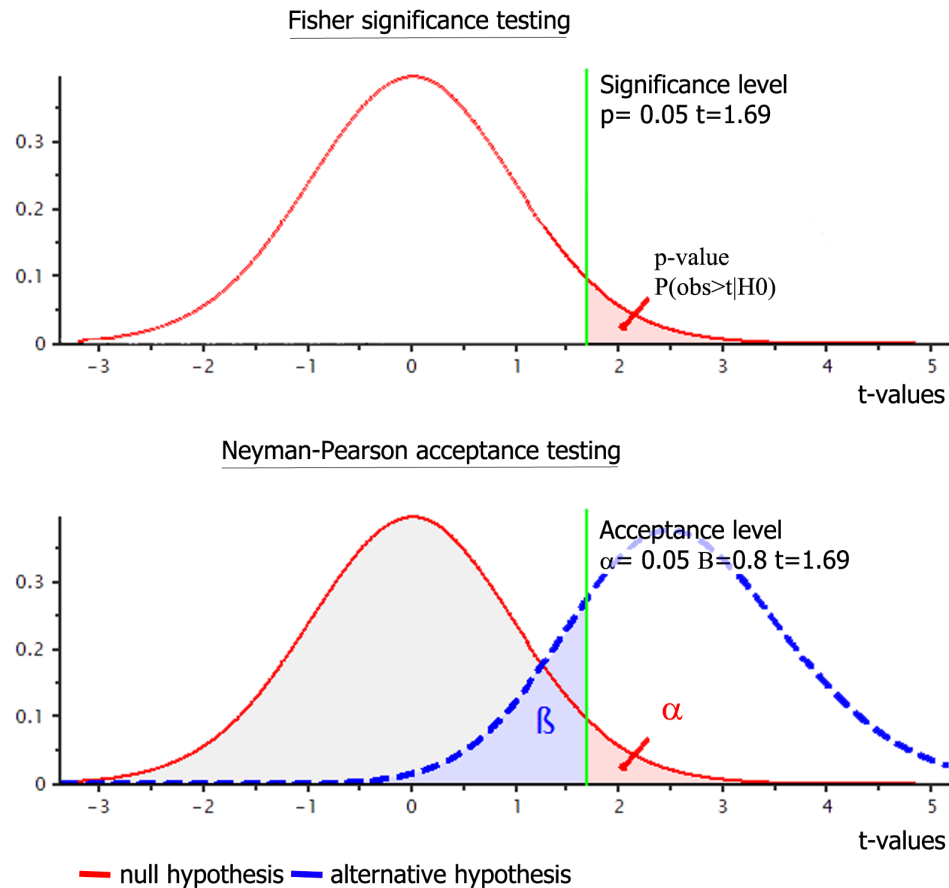 Fisher significance testing
Significance level
p= 0.05 t=1.69
0.3
0.2
p-value
P(obs>t|H0)
0.1
0
-3 -2 -1 0 1 2 3 4 5
t-values
Neyman-Pearson acceptance testing
Acceptance level
α= 0.05 B=0.8 t=1.69
0.3
0.2
0.1
ß
α
0
-3 -2 -1 0 1 2 3 4 5
t-values
null hypothesis alternative hypothesis